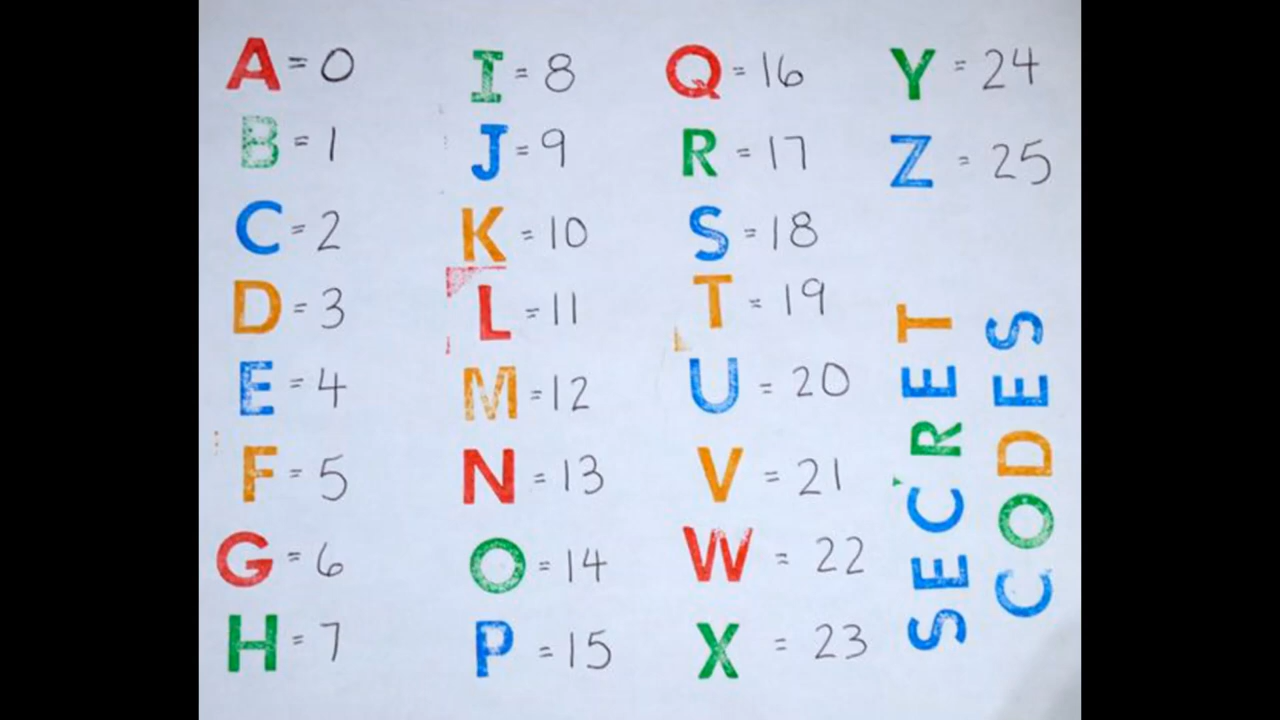 A = 0
B = 1
C = 2
D = 3
E = 4
F = 5
G = 6
H = 7
I = 8
J = 9
K = 10
L = 11
M = 12
N = 13
O = 14
P = 15
Q = 16
R = 17
S = 18
T = 19
U = 20
V = 21
W = 22
X = 23
Y = 24
Z = 25
SECRET
CODES